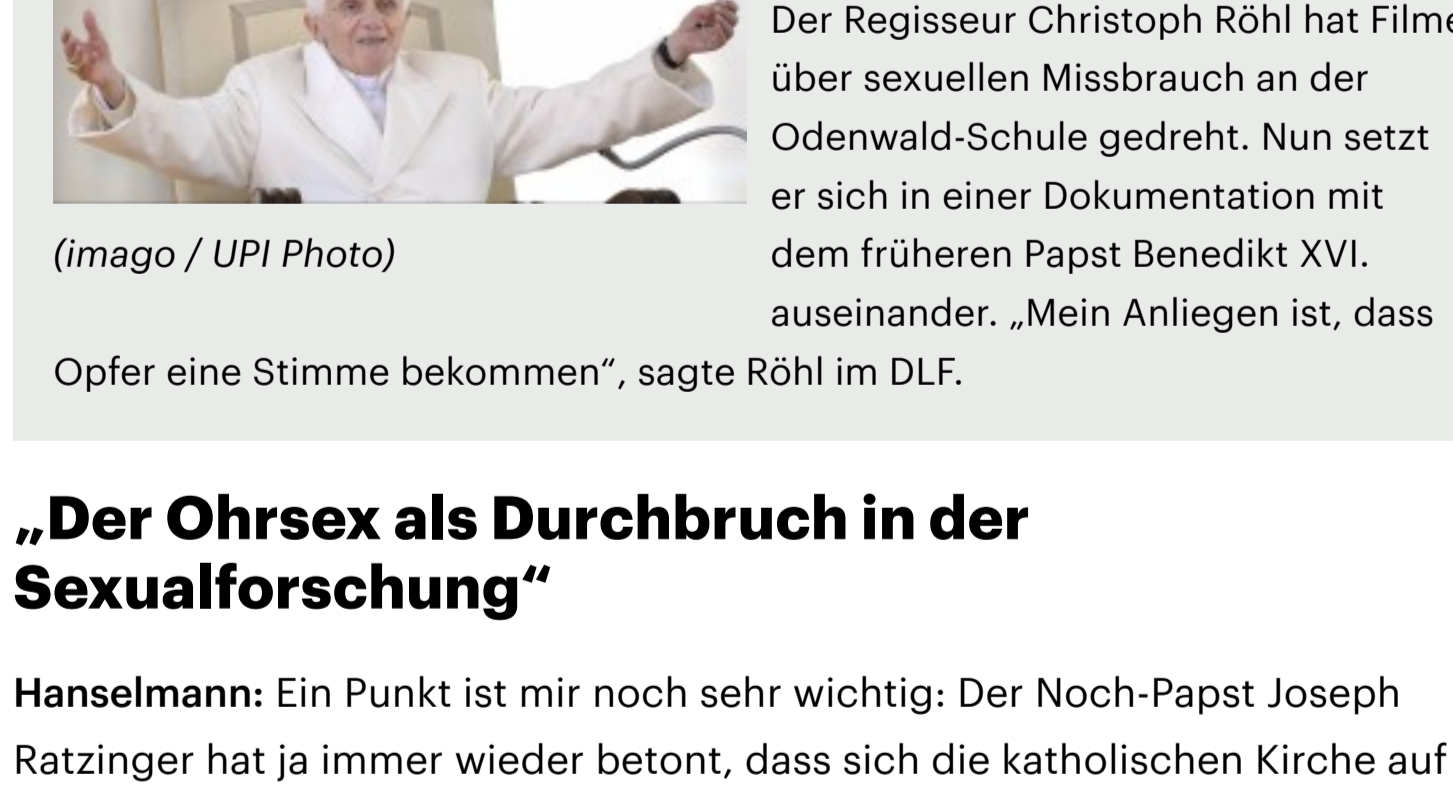 Der Regisseur Christoph Röhl hat Filme
über sexuellen Missbrauch an der
Odenwald-Schule gedreht. Nun setzt
er sich in einer Dokumentation mit
(imago / UPI Photo)
dem früheren Papst Benedikt XVI.
auseinander. „Mein Anliegen ist, dass
Opfer eine Stimme bekommen“, sagte Röhl im DLF.
„Der Ohrsex als Durchbruch in der
Sexualforschung“
Hanselmann: Ein Punkt ist mir noch sehr wichtig: Der Noch-Papst Joseph
Ratzinger hat ja immer wieder betont, dass sich die katholischen Kirche auf